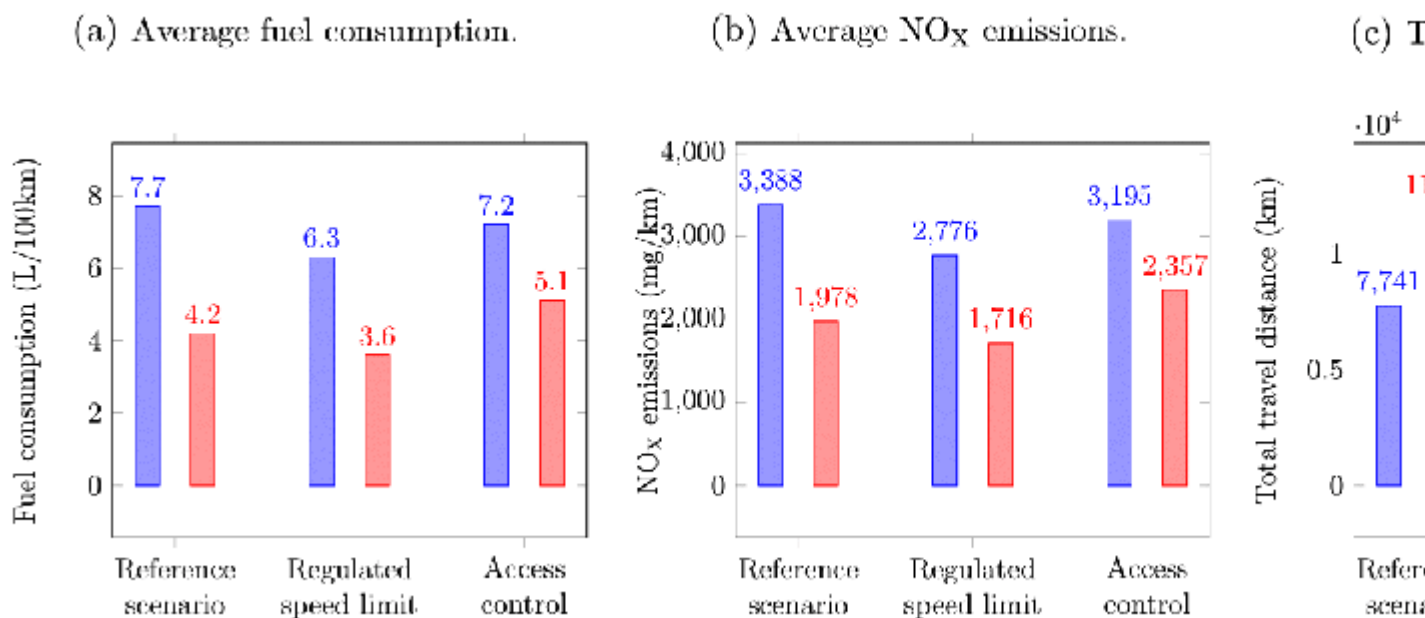 (a) Average fuel consumption.
Fuel consumption (L/100km)
8
6
4
2
0
7.7
4.2
6.3
3.6
7.2
5.1
Reference
scenario
Regulated
speed limit
Access
control
(b) Average NOX emissions.
NOX emissions (mg/km)
4,000
3,000
2,000
1,000
0
3,388
1,978
2,776
1,716
3,195
2,357
Reference
scenario
Regulated
speed limit
Access
control
(c) T
·10⁴
Total travel distance (km)
1
0.5
0
7,741
11
Refere
scena